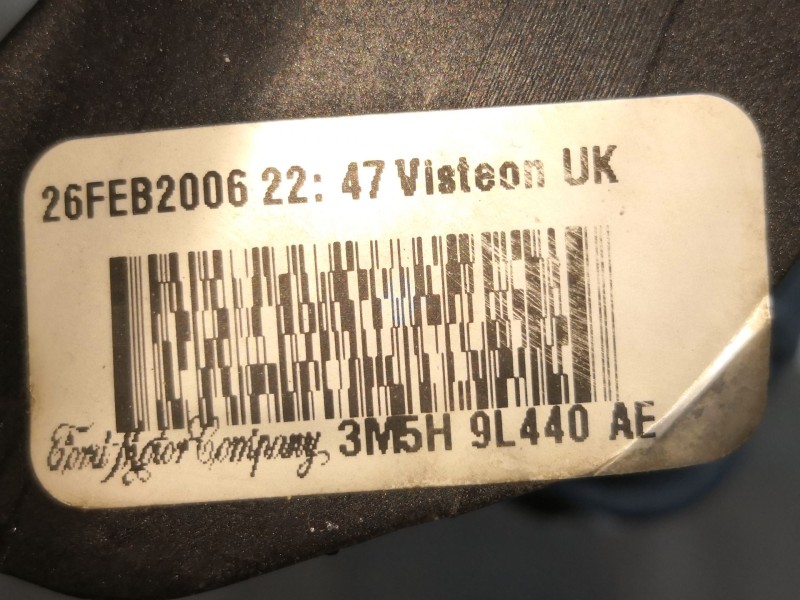 26FEB2006 22: 47 Visteon UK
Ford Motor Company 3M5H 9L440 AE